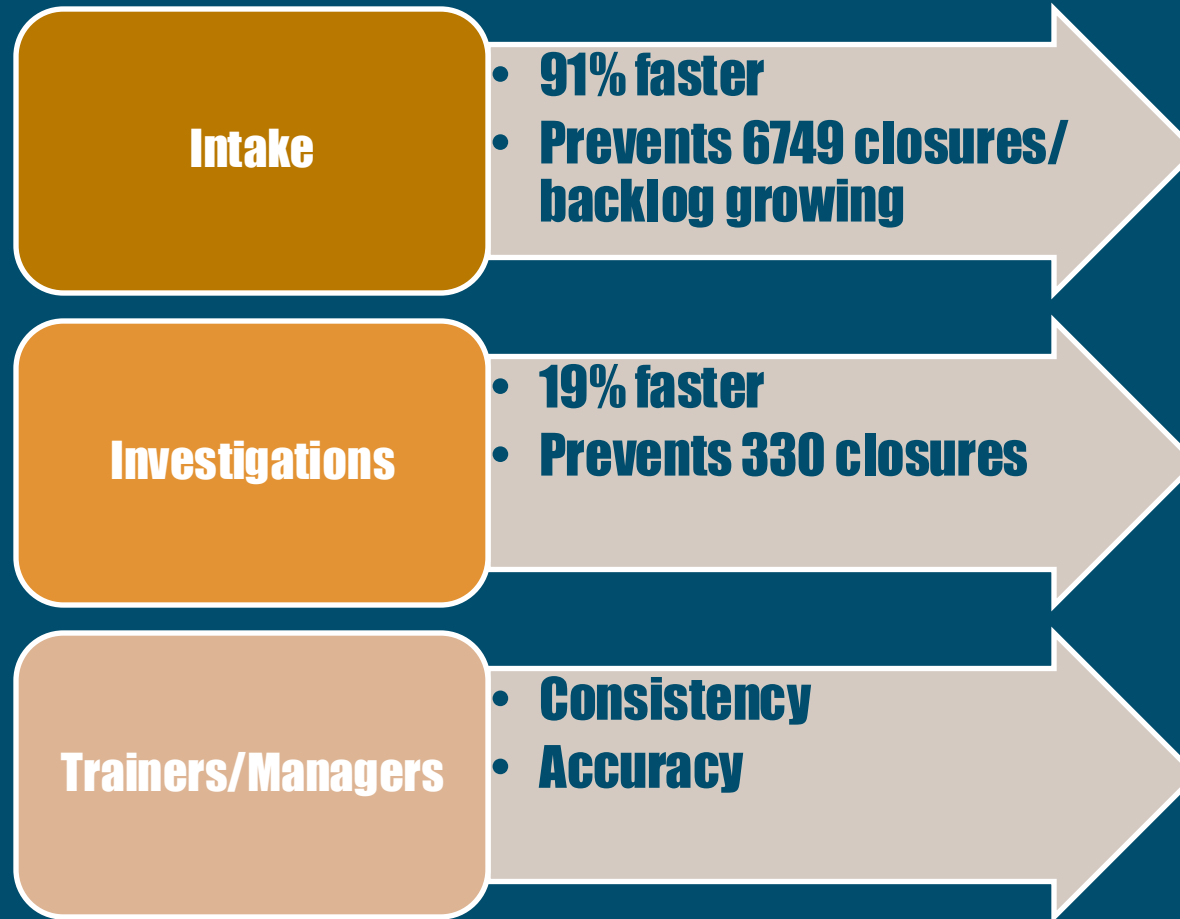 Intake
• 91% faster
• Prevents 6749 closures/
backlog growing
Investigations
• 19% faster
• Prevents 330 closures
Trainers/Managers
• Consistency
• Accuracy